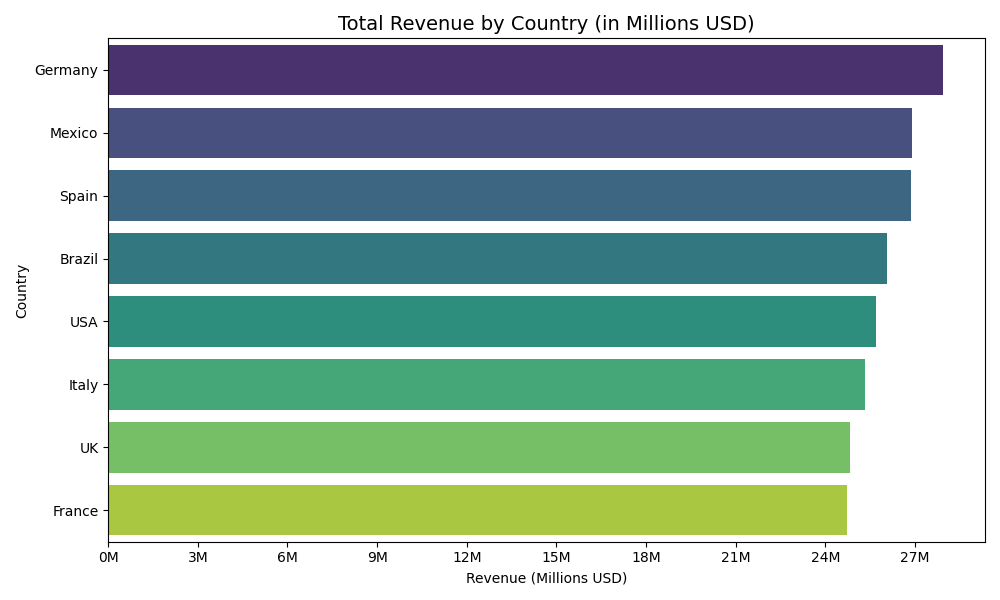 Total Revenue by Country (in Millions USD)
Country
Germany
Mexico
Spain
Brazil
USA
Italy
UK
France
0M 3M 6M 9M 12M 15M 18M 21M 24M 27M
Revenue (Millions USD)